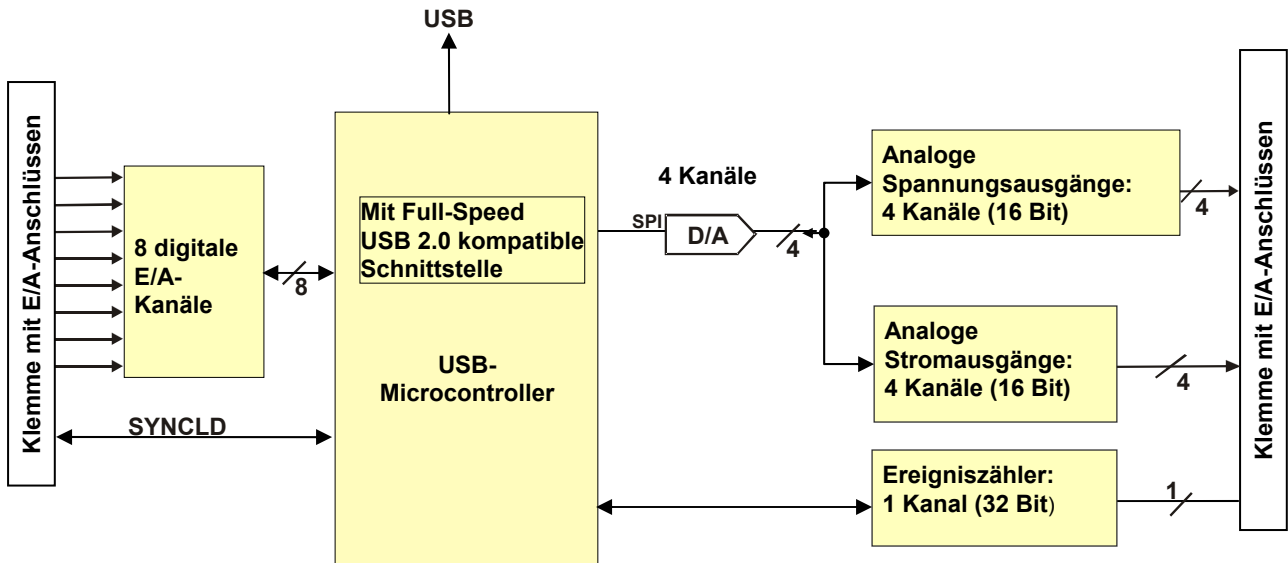 USB
Klemme mit E/A-Anschlüssen
8 digitale
E/A-
Kanäle
8
SYNCLD
Mit Full-Speed
USB 2.0 kompatible
Schnittstelle
USB-
Microcontroller
4 Kanäle
SPI
D/A
4
Analoge
Spannungsausgänge:
4 Kanäle (16 Bit)
4
Analoge
Stromausgänge:
4 Kanäle (16 Bit)
4
Ereigniszähler:
1 Kanal (32 Bit)
1
Klemme mit E/A-Anschlüssen